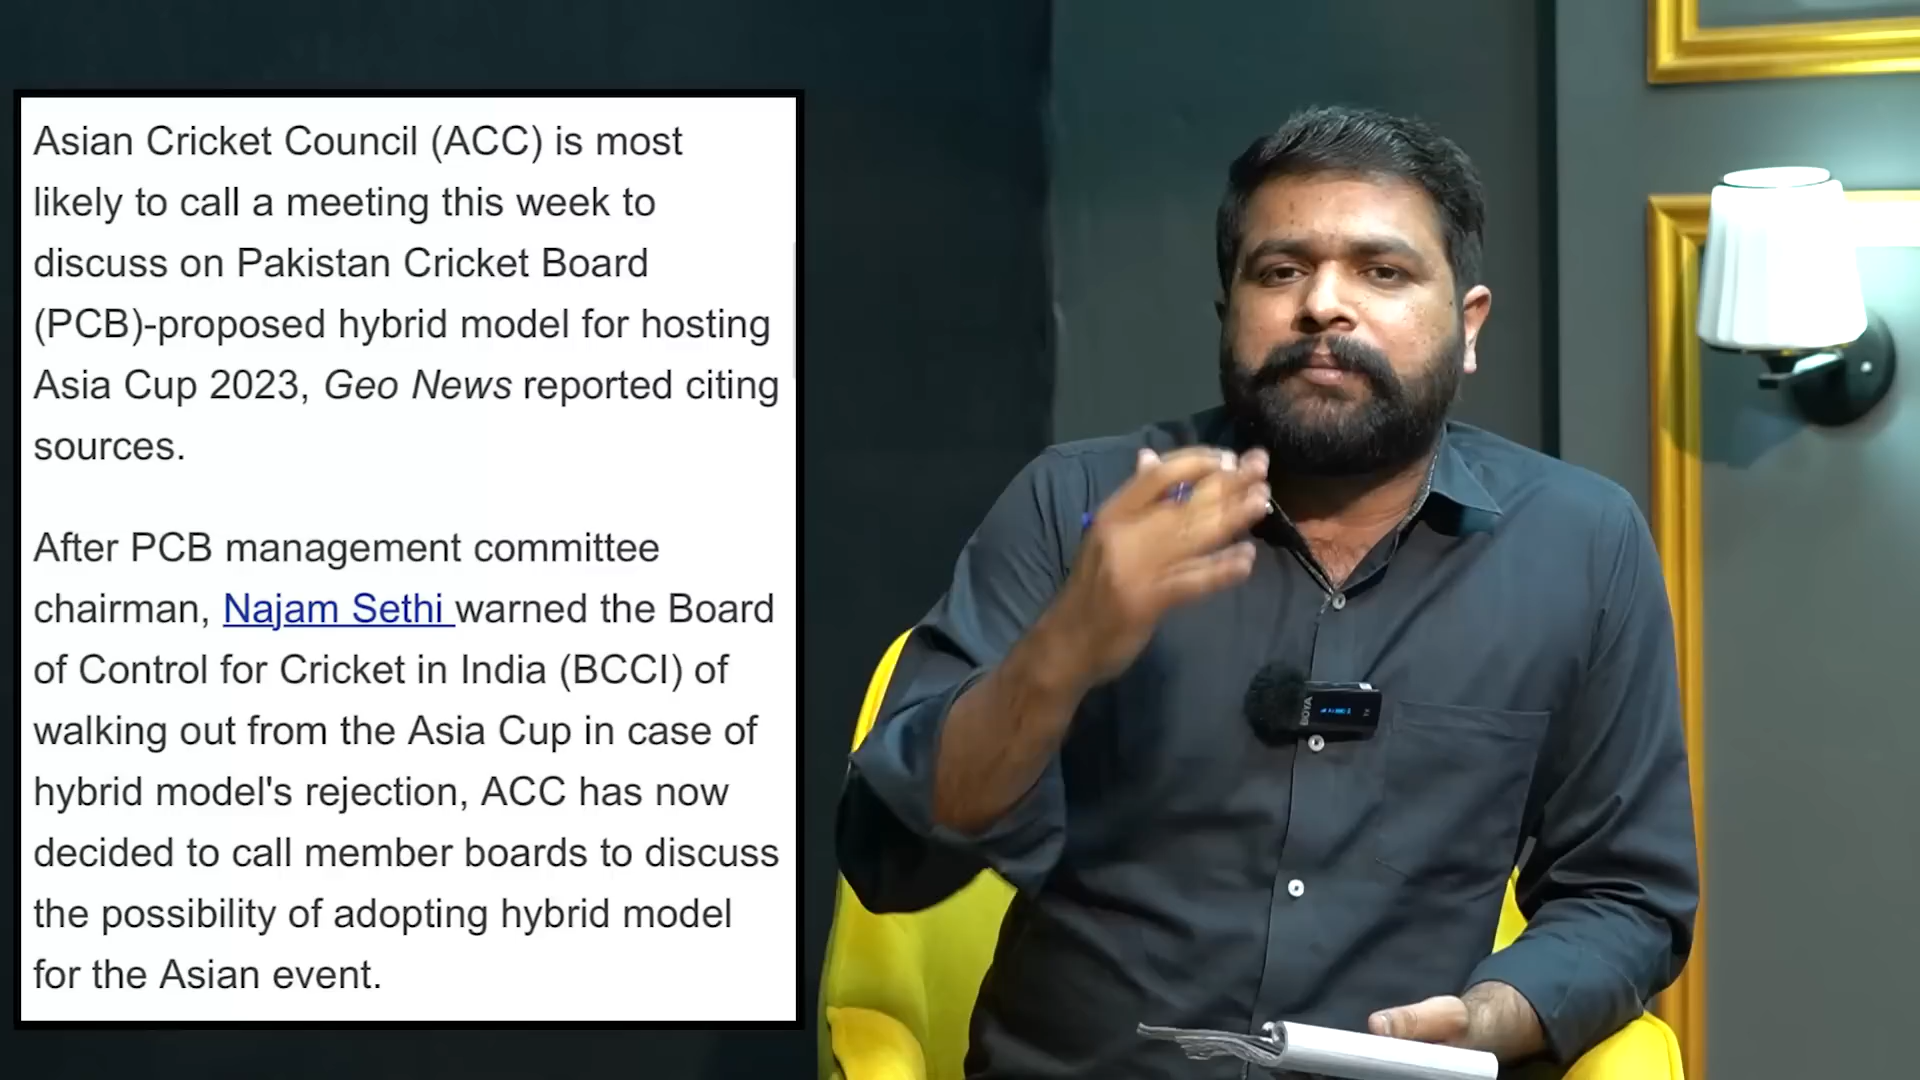 Asian Cricket Council (ACC) is most
likely to call a meeting this week to
discuss on Pakistan Cricket Board
(PCB)-proposed hybrid model for hosting
Asia Cup 2023, Geo News reported citing
sources.
After PCB management committee
chairman, Najam Sethi warned the Board
of Control for Cricket in India (BCCI) of
walking out from the Asia Cup in case of
hybrid model's rejection, ACC has now
decided to call member boards to discuss
the possibility of adopting hybrid model
for the Asian event.
BOYA